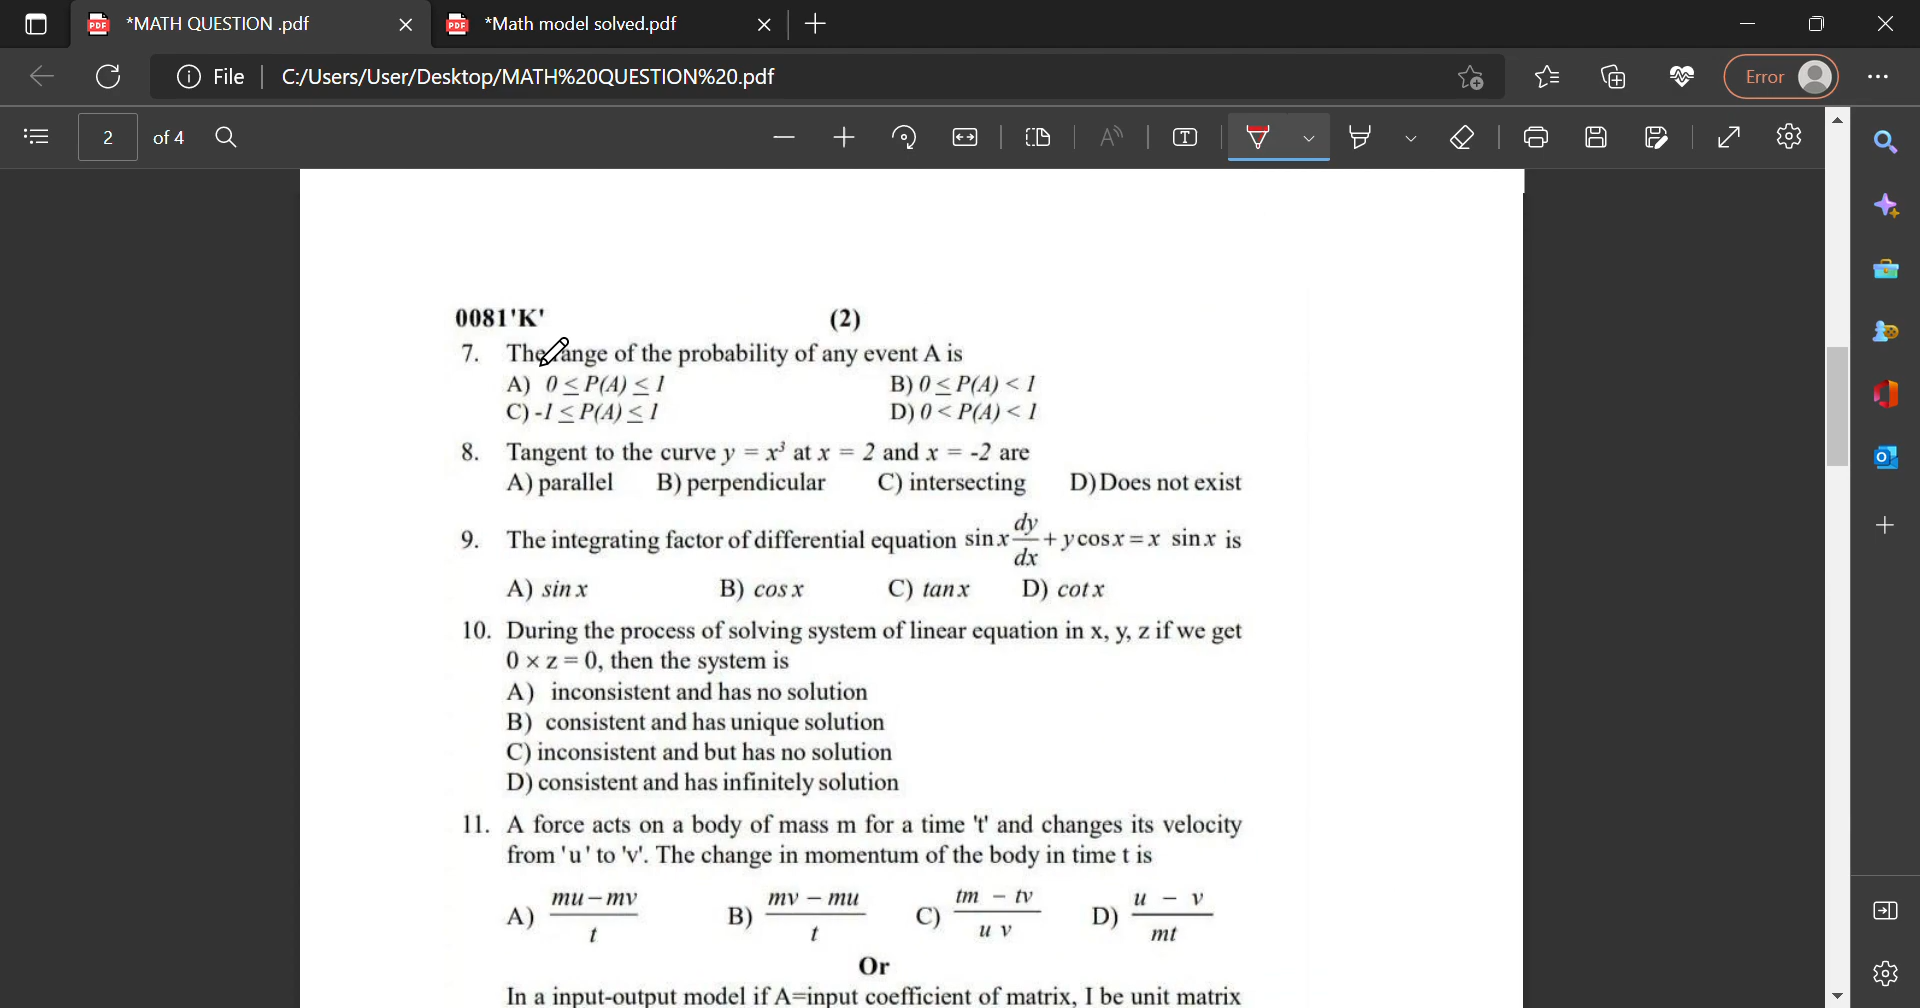 *MATH QUESTION .pdf
*Math model solved.pdf
File
C:/Users/User/Desktop/MATH%20QUESTION%20.pdf
Error
2 of 4
0081'K' (2)
7. The range of the probability of any event A is
A) 0 ≤ P(A) ≤ 1 B) 0 ≤ P(A) < 1
C) -1 ≤ P(A) ≤ 1 D) 0 < P(A) < 1
8. Tangent to the curve y = x³ at x = 2 and x = -2 are
A) parallel B) perpendicular C) intersecting D) Does not exist
9. The integrating factor of differential equation sin x dy/dx + y cos x = x sin x is
A) sin x B) cos x C) tan x D) cot x
10. During the process of solving system of linear equation in x, y, z if we get
0 × z = 0, then the system is
A) inconsistent and has no solution
B) consistent and has unique solution
C) inconsistent and but has no solution
D) consistent and has infinitely solution
11. A force acts on a body of mass m for a time 't' and changes its velocity
from 'u' to 'v'. The change in momentum of the body in time t is
A) mu – mv / t B) mv – mu / t C) tm – tv / u v D) u – v / mt
Or
In a input-output model if A=input coefficient of matrix, I be unit matrix